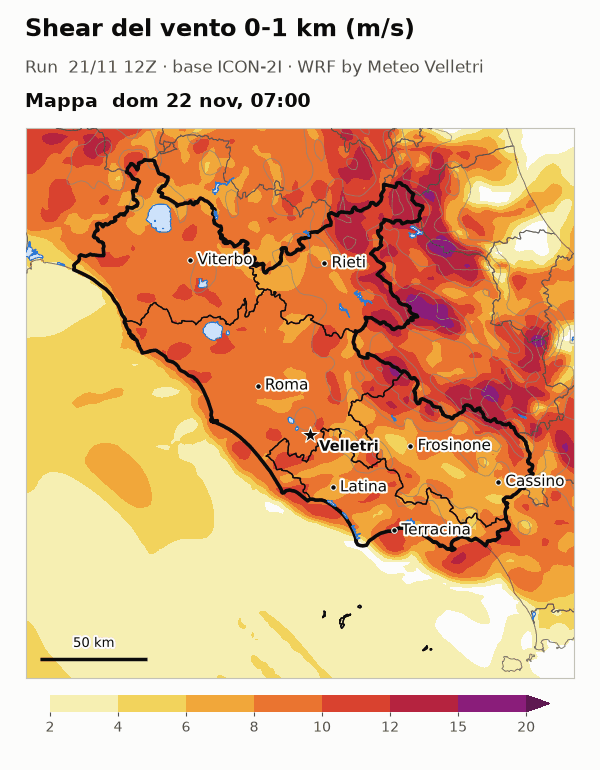 Shear del vento 0-1 km (m/s)
Run  21/11 12Z · base ICON-2I · WRF by Meteo Velletri
Mappa  dom 22 nov, 07:00
Viterbo
Rieti
Roma
Velletri
Frosinone
Cassino
Latina
Terracina
50 km
2 4 6 8 10 12 15 20